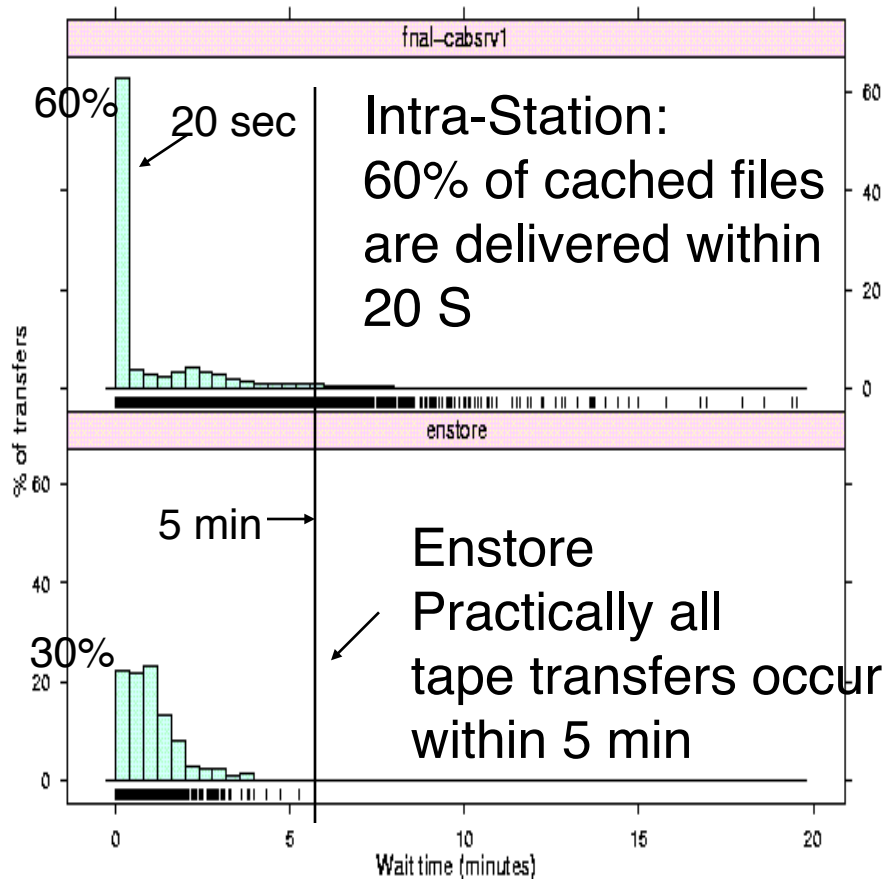 fnal-cabsrv1
60%
20 sec
Intra-Station:
60% of cached files
are delivered within
20 S
60
40
20
0
% of transfers
enstore
60
40
20
0
5 min
30%
Enstore
Practically all
tape transfers occur
within 5 min
0
5
10
15
20
Wait time (minutes)